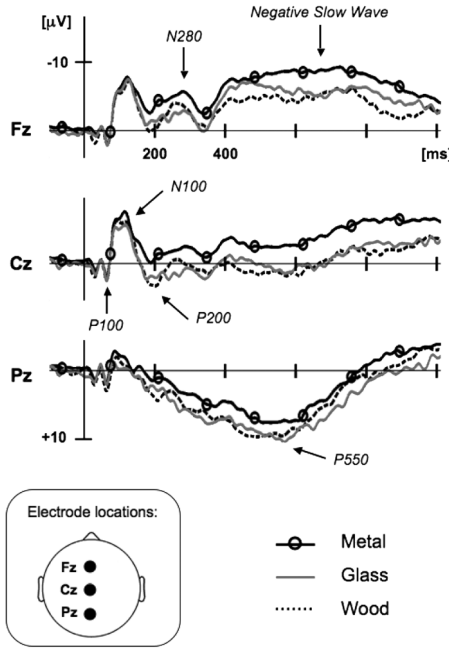 [µV]
Negative Slow Wave
N280
-10
Fz
200 400 [ms]
N100
Cz
P200
P100
Pz
+10
P550
Electrode locations:
Fz
Cz
Pz
Metal
Glass
Wood